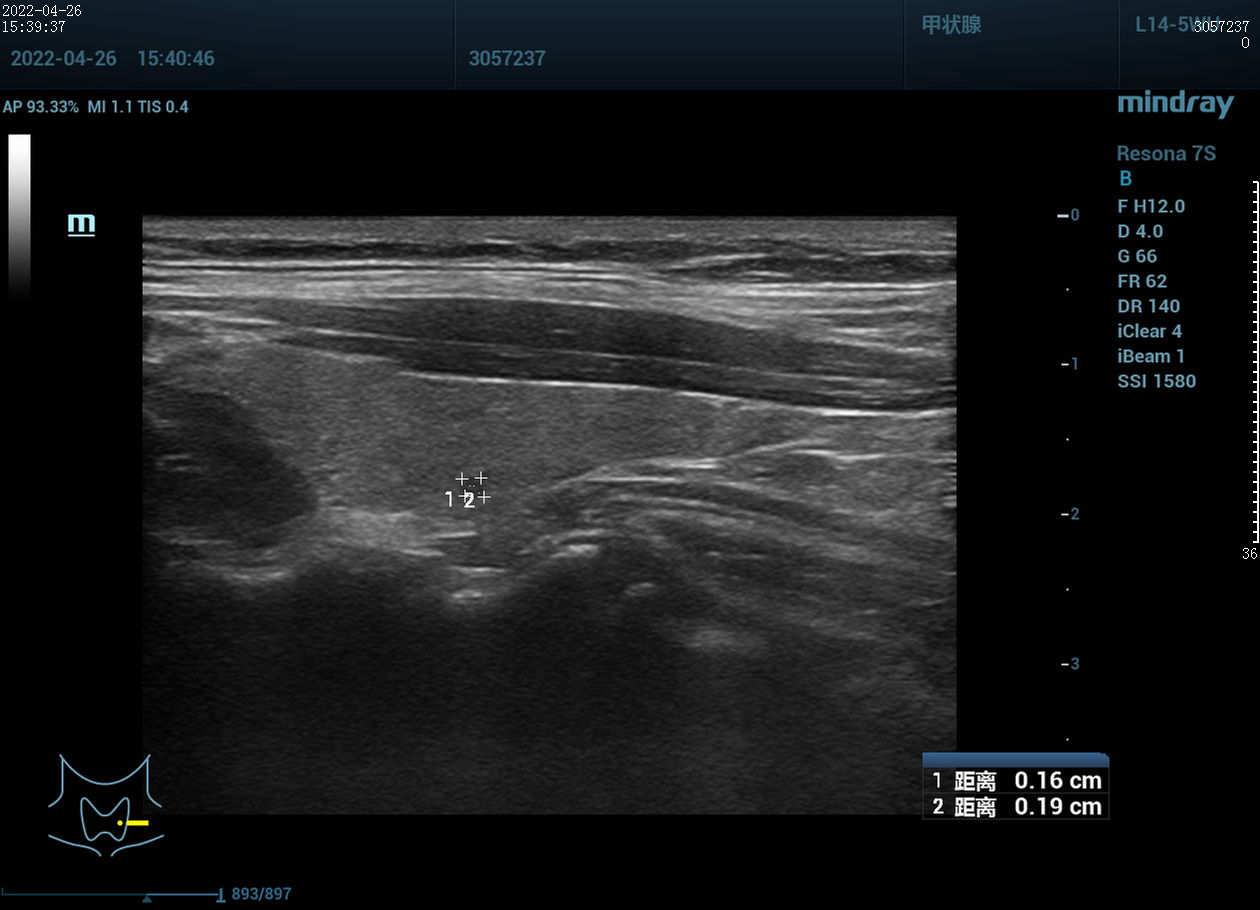 2022-04-26
15:39:37
2022-04-26 15:40:46
3057237
甲状腺
3057237
0
AP 93.33% MI 1.1 TIS 0.4
mindray
Resona 7S
B
F H12.0
D 4.0
G 66
FR 62
DR 140
iClear 4
iBeam 1
SSI 1580
m
0
1
2
3
36
1 2
1 距离 0.16 cm
2 距离 0.19 cm
893/897